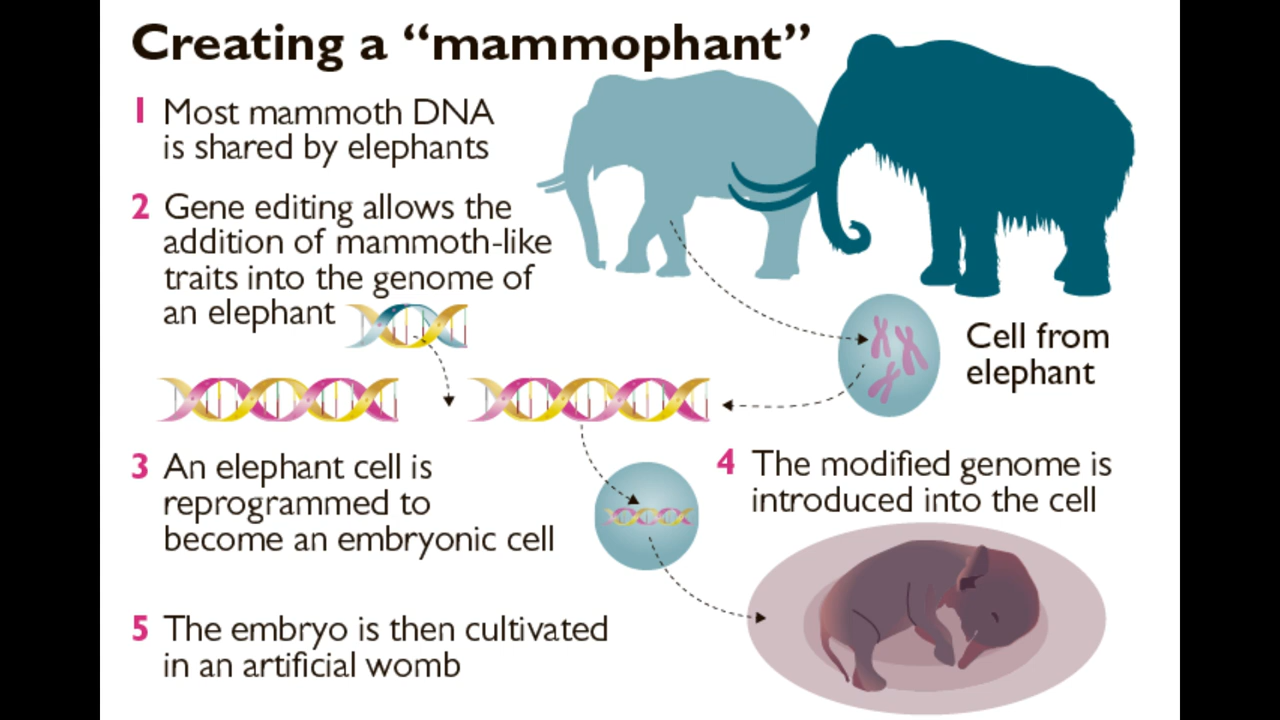 Creating a “mammophant”
1 Most mammoth DNA
is shared by elephants
2 Gene editing allows the
addition of mammoth-like
traits into the genome of
an elephant
Cell from
elephant
3 An elephant cell is
reprogrammed to
become an embryonic cell
4 The modified genome is
introduced into the cell
5 The embryo is then cultivated
in an artificial womb